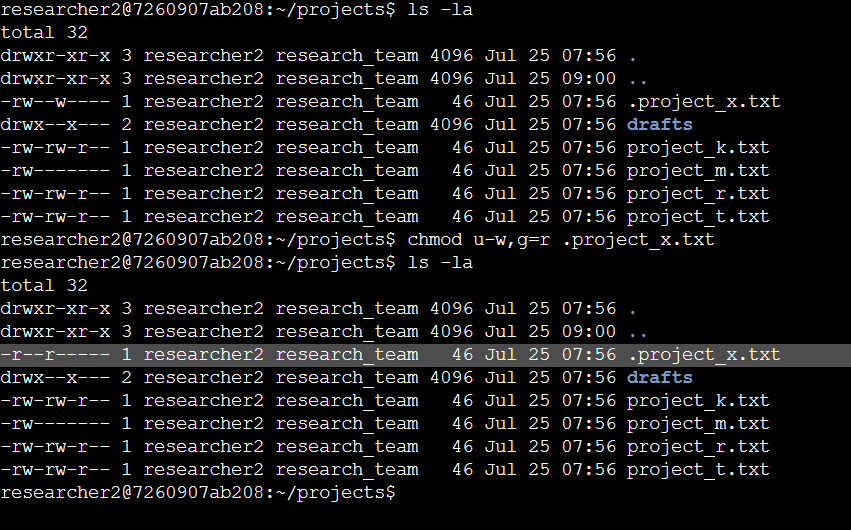 researcher2@7260907ab208:~/projects$ ls -la
total 32
drwxr-xr-x 3 researcher2 research_team 4096 Jul 25 07:56 .
drwxr-xr-x 3 researcher2 research_team 4096 Jul 25 09:00 ..
-rw--w---- 1 researcher2 research_team   46 Jul 25 07:56 .project_x.txt
drwx--x--- 2 researcher2 research_team 4096 Jul 25 07:56 drafts
-rw-rw-r-- 1 researcher2 research_team   46 Jul 25 07:56 project_k.txt
-rw------- 1 researcher2 research_team   46 Jul 25 07:56 project_m.txt
-rw-rw-r-- 1 researcher2 research_team   46 Jul 25 07:56 project_r.txt
-rw-rw-r-- 1 researcher2 research_team   46 Jul 25 07:56 project_t.txt
researcher2@7260907ab208:~/projects$ chmod u-w,g=r .project_x.txt
researcher2@7260907ab208:~/projects$ ls -la
total 32
drwxr-xr-x 3 researcher2 research_team 4096 Jul 25 07:56 .
drwxr-xr-x 3 researcher2 research_team 4096 Jul 25 09:00 ..
-r--r----- 1 researcher2 research_team   46 Jul 25 07:56 .project_x.txt
drwx--x--- 2 researcher2 research_team 4096 Jul 25 07:56 drafts
-rw-rw-r-- 1 researcher2 research_team   46 Jul 25 07:56 project_k.txt
-rw------- 1 researcher2 research_team   46 Jul 25 07:56 project_m.txt
-rw-rw-r-- 1 researcher2 research_team   46 Jul 25 07:56 project_r.txt
-rw-rw-r-- 1 researcher2 research_team   46 Jul 25 07:56 project_t.txt
researcher2@7260907ab208:~/projects$